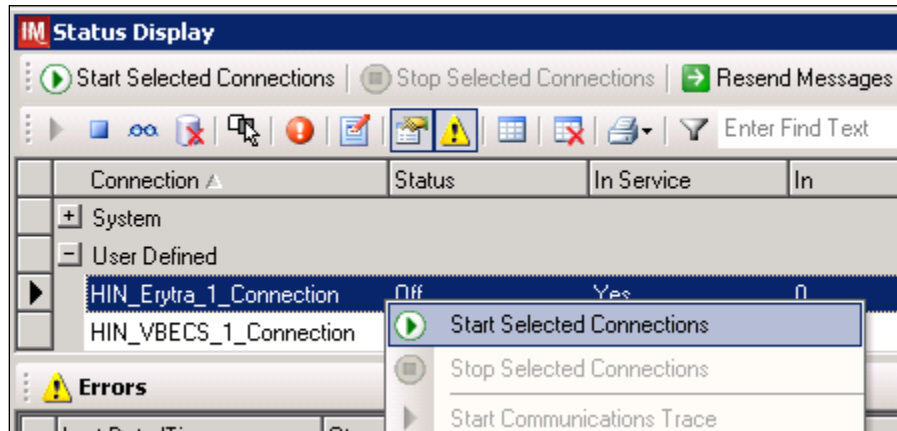 IM Status Display
Start Selected Connections Stop Selected Connections Resend Messages
Enter Find Text
Connection Status In Service In
System
User Defined
HIN_Erytra_1_Connection Off Yes 0
HIN_VBECS_1_Connection
Start Selected Connections
Stop Selected Connections
Errors
Start Communications Trace